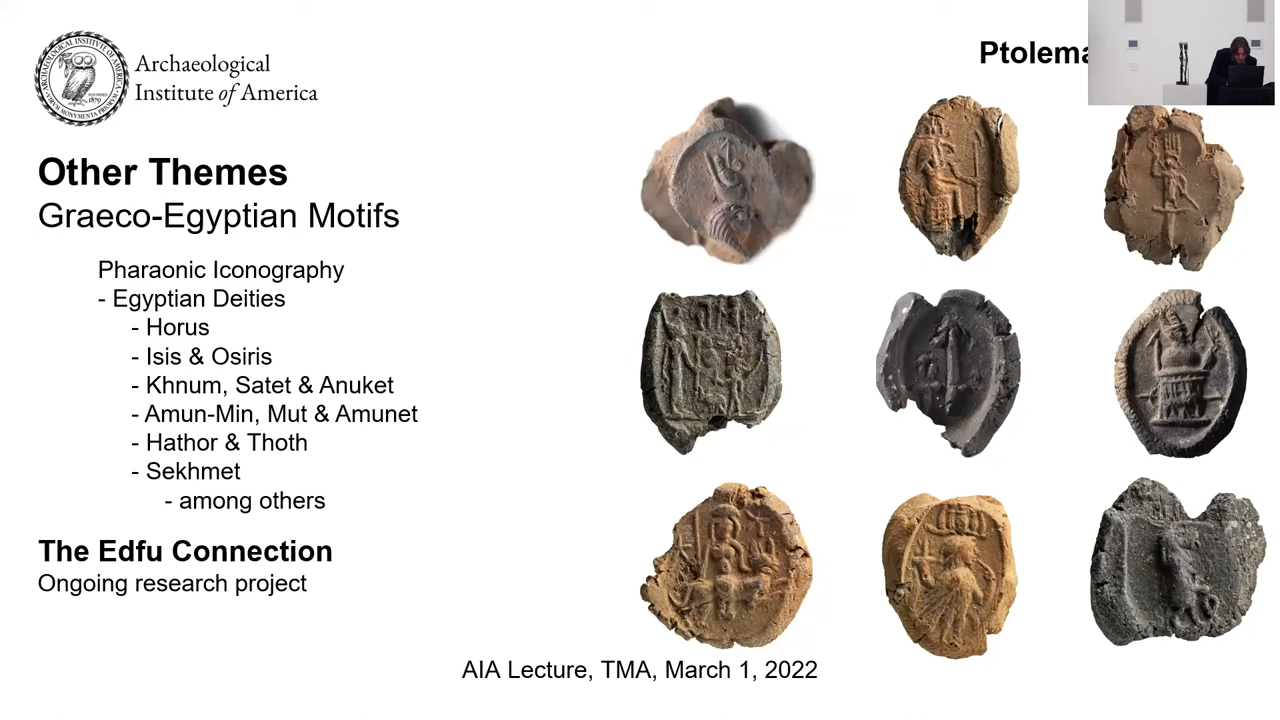 Archaeological
Institute of America
Ptolema
Other Themes
Graeco-Egyptian Motifs
Pharaonic Iconography
- Egyptian Deities
- Horus
- Isis & Osiris
- Khnum, Satet & Anuket
- Amun-Min, Mut & Amunet
- Hathor & Thoth
- Sekhmet
- among others
The Edfu Connection
Ongoing research project
AIA Lecture, TMA, March 1, 2022